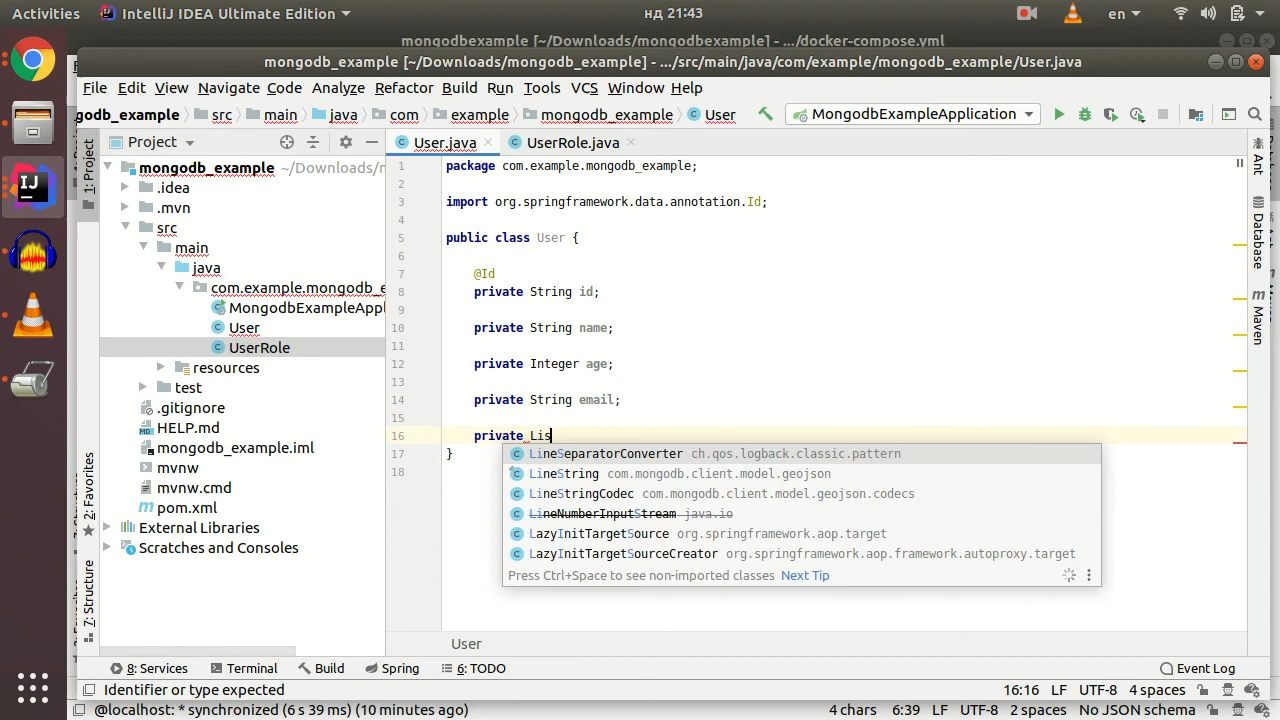 Activities IntelliJ IDEA Ultimate Edition нд 21:43 en
mongodbexample [~/Downloads/mongodbexample] - .../docker-compose.yml
mongodb_example [~/Downloads/mongodb_example] - .../src/main/java/com/example/mongodb_example/User.java
File Edit View Navigate Code Analyze Refactor Build Run Tools VCS Window Help
godb_example src main java com example mongodb_example User MongodbExampleApplication
Project
User.java
UserRole.java
1: Project
mongodb_example ~/Downloads/m
.idea
.mvn
src
main
java
com.example.mongodb_e
MongodbExampleAppl
User
UserRole
resources
test
.gitignore
HELP.md
mongodb_example.iml
mvnw
mvnw.cmd
pom.xml
External Libraries
Scratches and Consoles
2: Favorites
7: Structure
1 package com.example.mongodb_example;
2
3 import org.springframework.data.annotation.Id;
4
5 public class User {
6
7 @Id
8 private String id;
9
10 private String name;
11
12 private Integer age;
13
14 private String email;
15
16 private Lis
17 }
18
LineSeparatorConverter ch.qos.logback.classic.pattern
LineString com.mongodb.client.model.geojson
LineStringCodec com.mongodb.client.model.geojson.codecs
LineNumberInputStream java.io
LazyInitTargetSource org.springframework.aop.target
LazyInitTargetSourceCreator org.springframework.aop.framework.autoproxy.target
Press Ctrl+Space to see non-imported classes Next Tip
Ant
Database
Maven
User
8: Services Terminal Build Spring 6: TODO Event Log
Identifier or type expected 16:16 LF UTF-8 4 spaces
@localhost: * synchronized (6 s 39 ms) (10 minutes ago) 4 chars 6:39 LF UTF-8 2 spaces No JSON schema